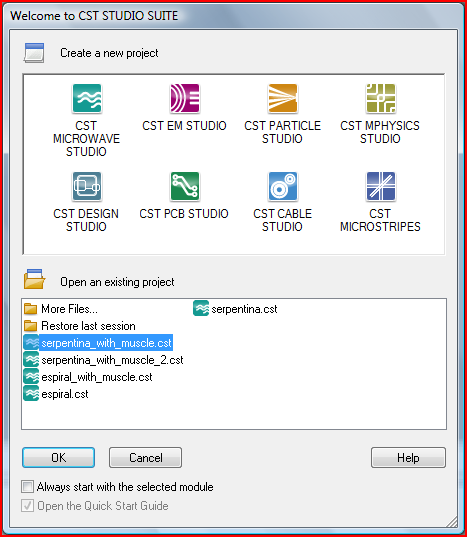 Welcome to CST STUDIO SUITE
Create a new project
CST MICROWAVE STUDIO
CST EM STUDIO
CST PARTICLE STUDIO
CST MPHYSICS STUDIO
CST DESIGN STUDIO
CST PCB STUDIO
CST CABLE STUDIO
CST MICROSTRIPES
Open an existing project
More Files...
Restore last session
serpentina_with_muscle.cst
serpentina_with_muscle_2.cst
espiral_with_muscle.cst
espiral.cst
serpentina.cst
OK
Cancel
Help
Always start with the selected module
Open the Quick Start Guide